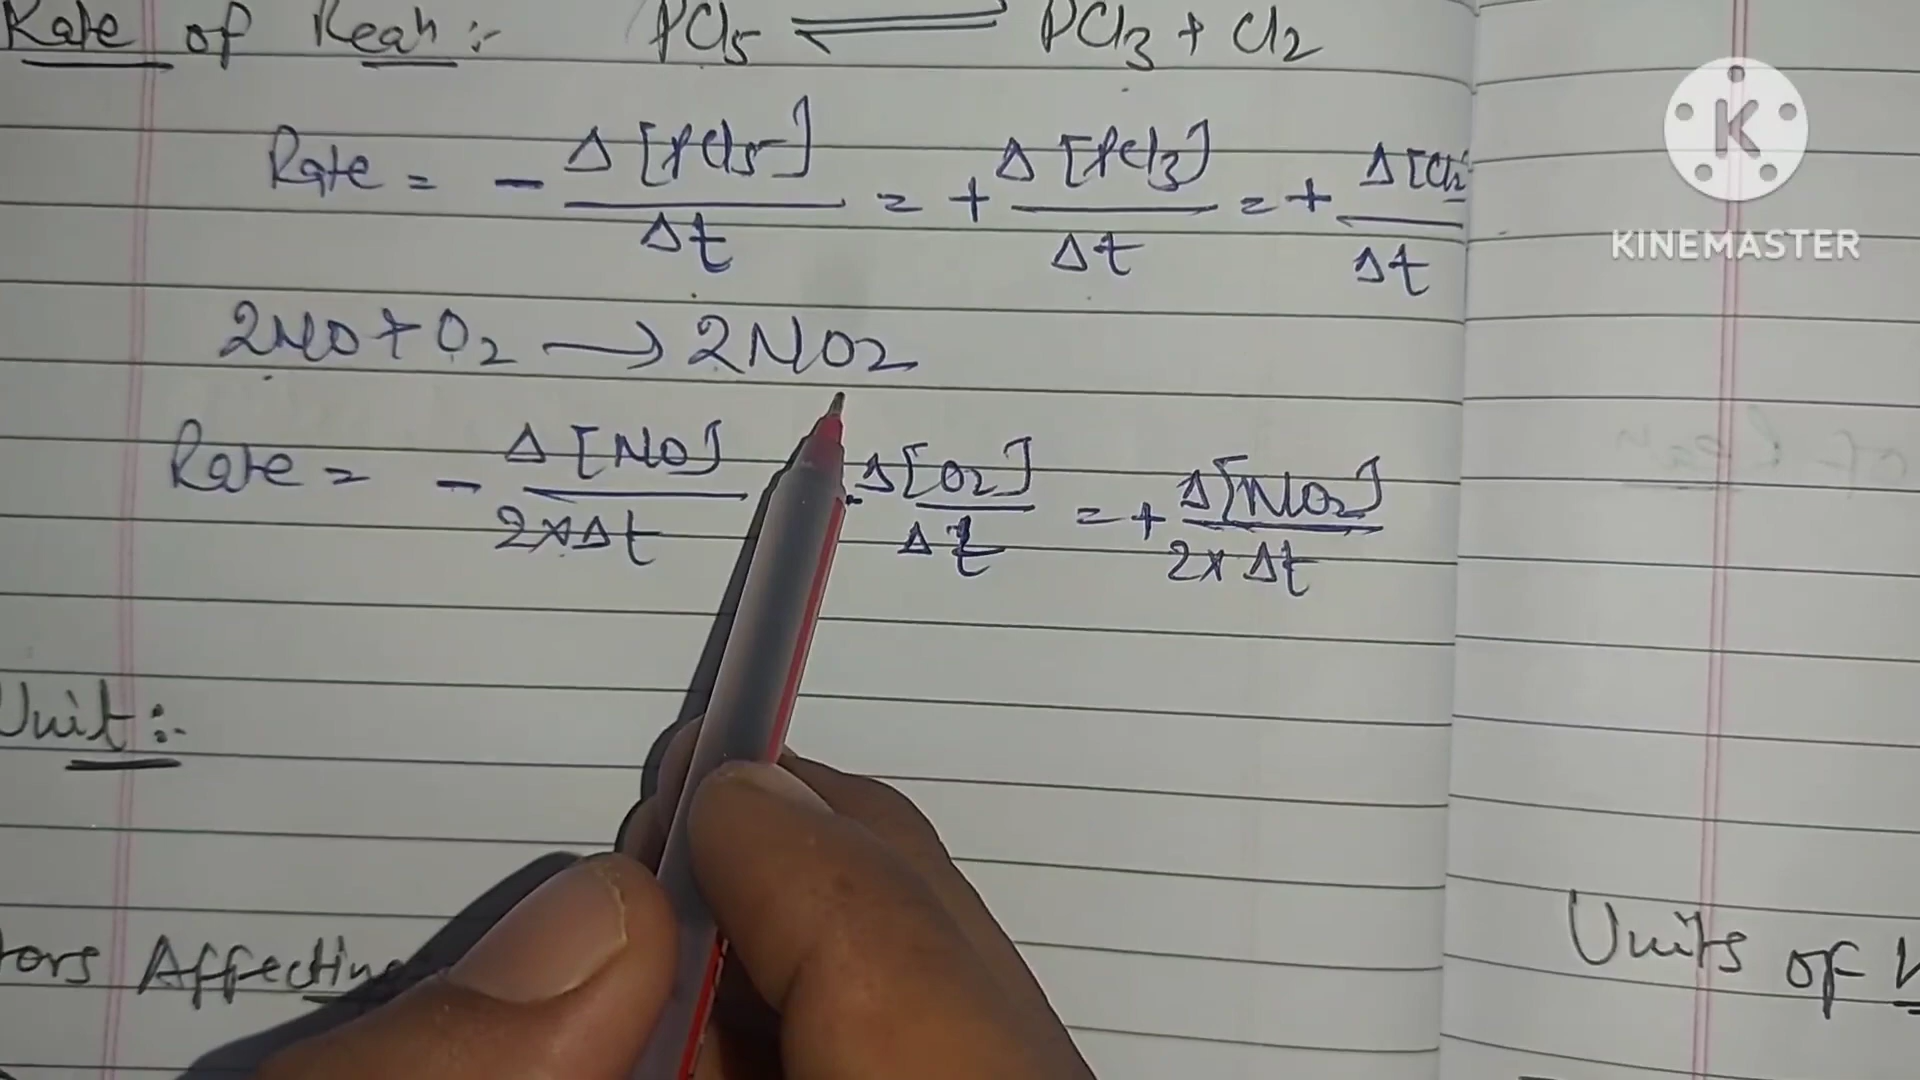 Rate of Reah :- PCl5 ⇌ PCl3 + Cl2
Rate = - Δ[PCl5]/Δt = + Δ[PCl3]/Δt = + Δ[Cl2/Δt
2NO + O2 → 2NO2
Rate = - Δ[NO]/2×Δt - Δ[O2]/Δt = + Δ[NO2]/2×Δt
Unit :-
Affecting
Units of
K
KINEMASTER